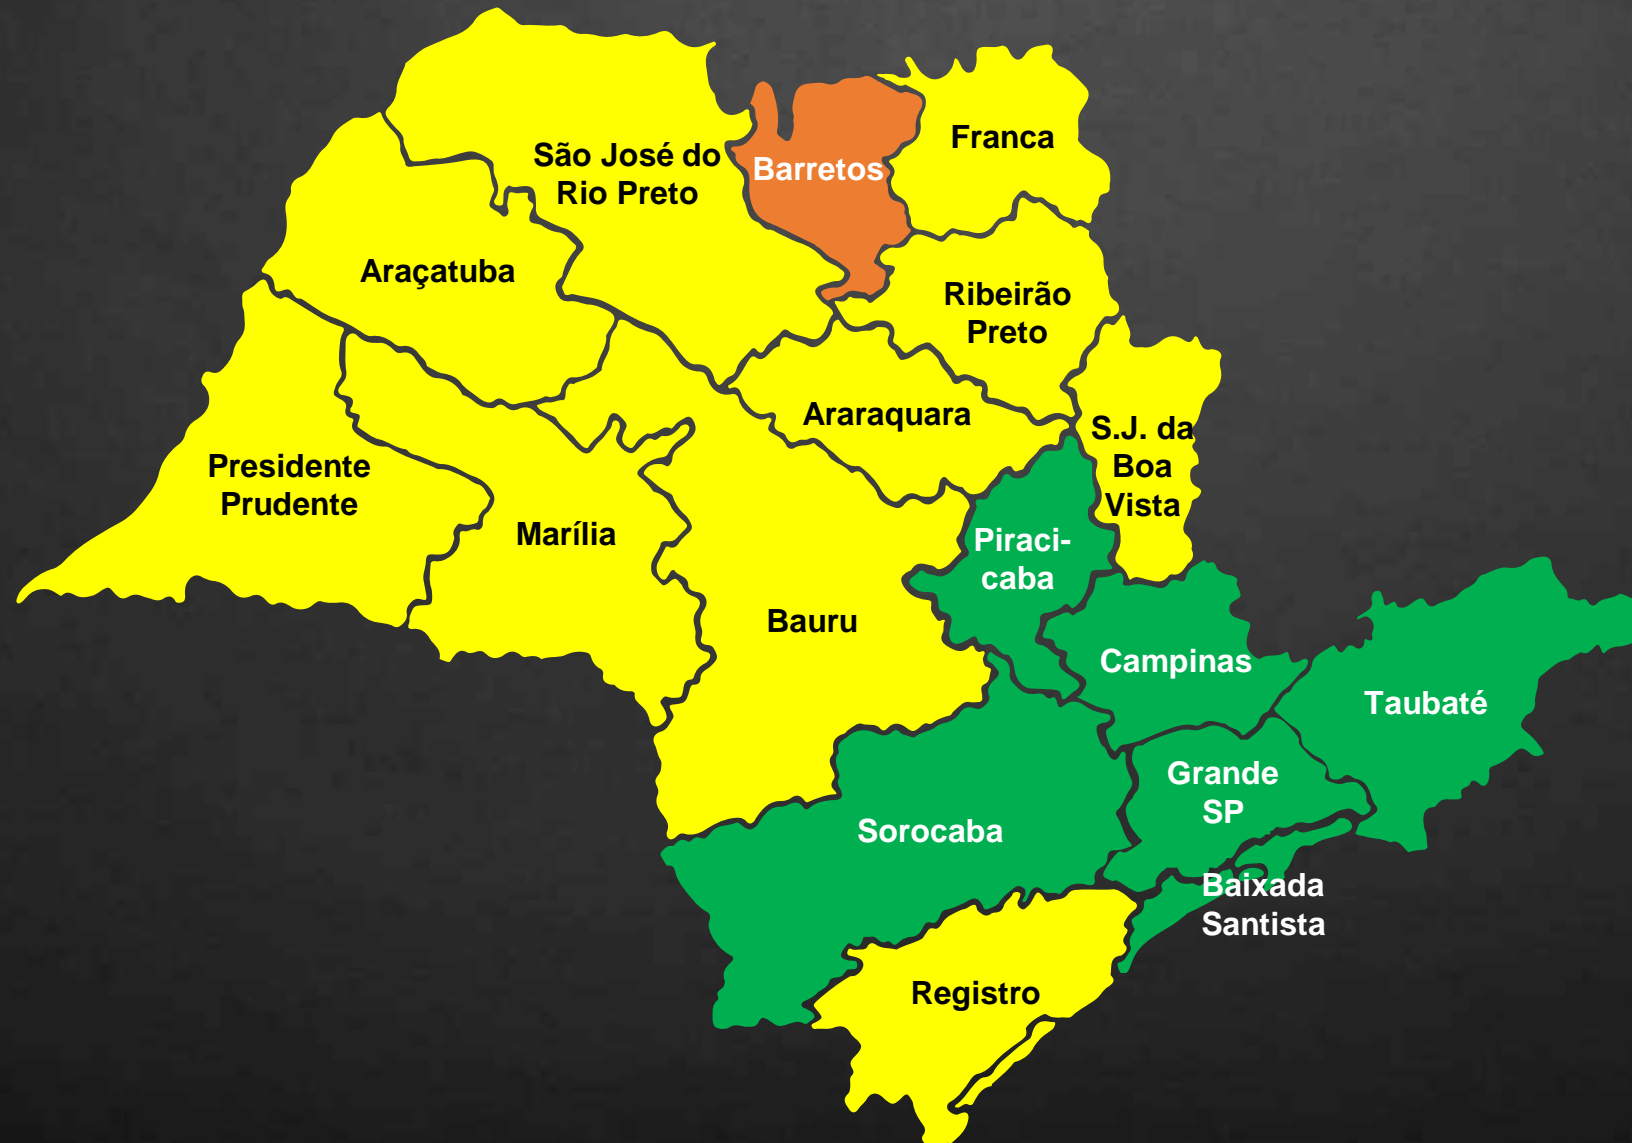 Franca
São José do
Rio Preto
Barretos
Araçatuba
Ribeirão
Preto
Araraquara
S.J. da
Boa
Vista
Presidente
Prudente
Marília
Piraci-
caba
Bauru
Campinas
Taubaté
Grande
SP
Sorocaba
Baixada
Santista
Registro